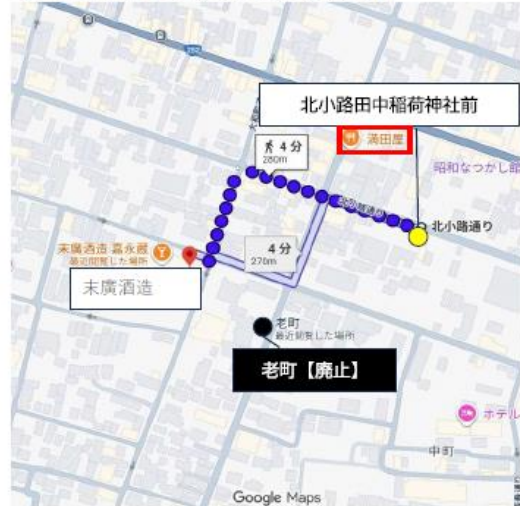 北小路田中稲荷神社前
満田屋
4 分
280m
昭和なつかし館
北小路通り
北小路通り
末廣酒造 嘉永蔵
最近閲覧した場所
4 分
270m
末廣酒造
老町
最近閲覧した場所
老町【廃止】
ホテル
中町
Google Maps